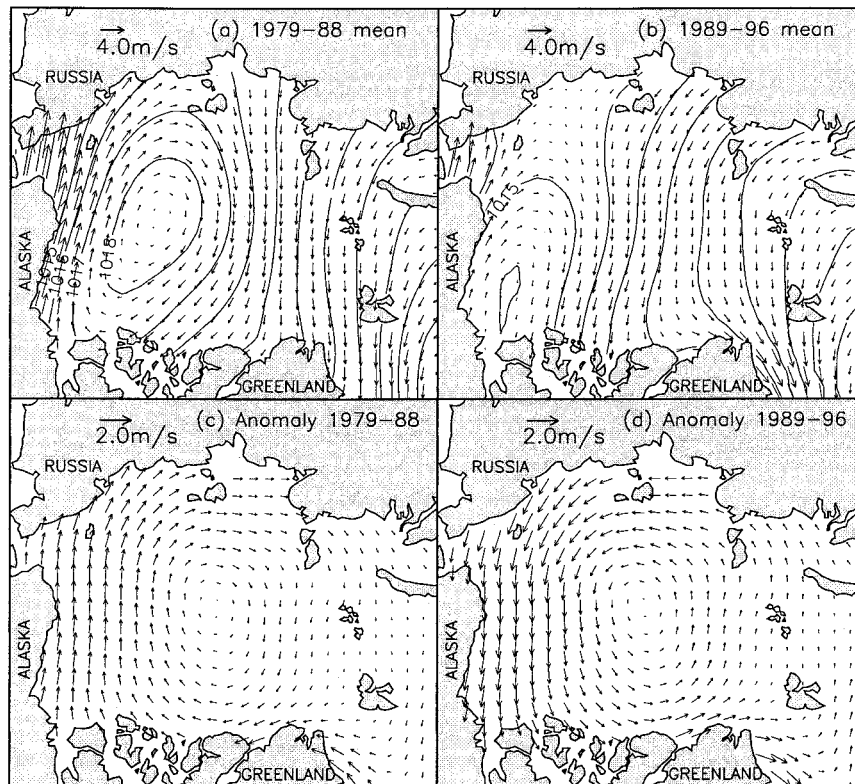 (a) 1979-88 mean
4.0m/s
RUSSIA
ALASKA
1015
1016
1017
1018
GREENLAND
(b) 1989-96 mean
4.0m/s
RUSSIA
ALASKA
1015
GREENLAND
(c) Anomaly 1979-88
2.0m/s
RUSSIA
ALASKA
GREENLAND
(d) Anomaly 1989-96
2.0m/s
RUSSIA
ALASKA
GREENLAND